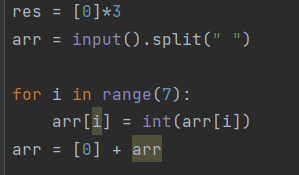 res = [0]*3
arr = input().split(" ")
for i in range(7):
    arr[i] = int(arr[i])
arr = [0] + arr